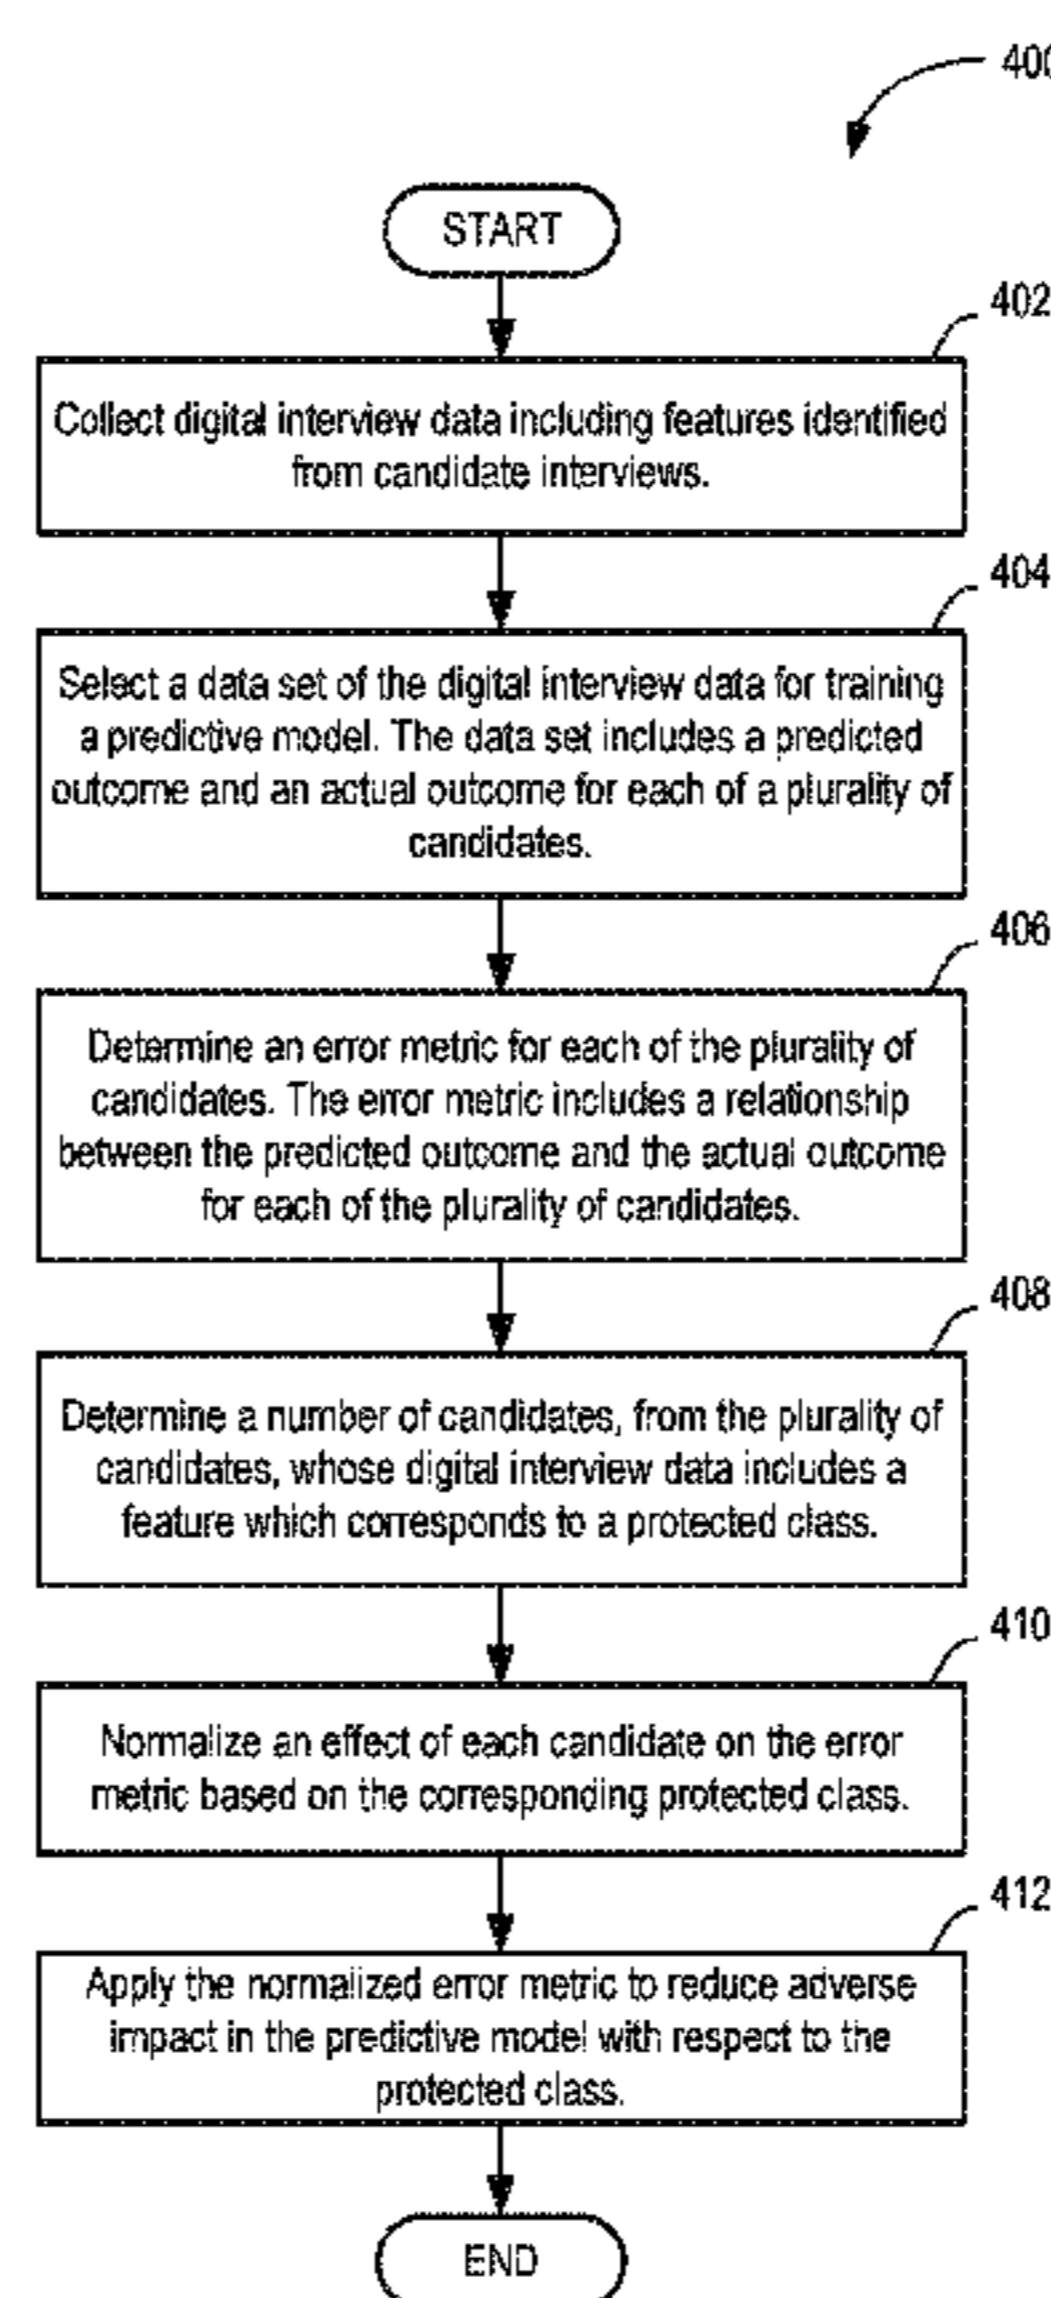 400
START
402
Collect digital interview data including features identified
from candidate interviews.
404
Select a data set of the digital interview data for training
a predictive model. The data set includes a predicted
outcome and an actual outcome for each of a plurality of
candidates.
406
Determine an error metric for each of the plurality of
candidates. The error metric includes a relationship
between the predicted outcome and the actual outcome
for each of the plurality of candidates.
408
Determine a number of candidates, from the plurality of
candidates, whose digital interview data includes a
feature which corresponds to a protected class.
410
Normalize an effect of each candidate on the error
metric based on the corresponding protected class.
412
Apply the normalized error metric to reduce adverse
impact in the predictive model with respect to the
protected class.
END